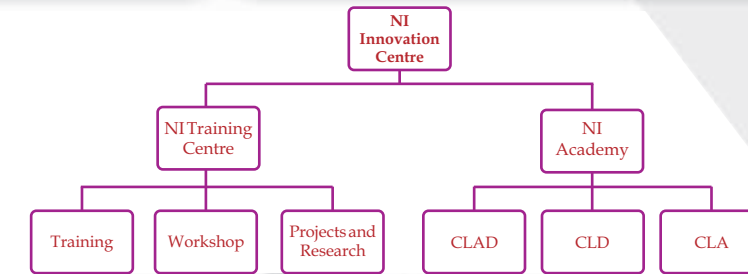 NI
Innovation
Centre
NI Training
Centre
NI
Academy
Training
Workshop
Projects and
Research
CLAD
CLD
CLA